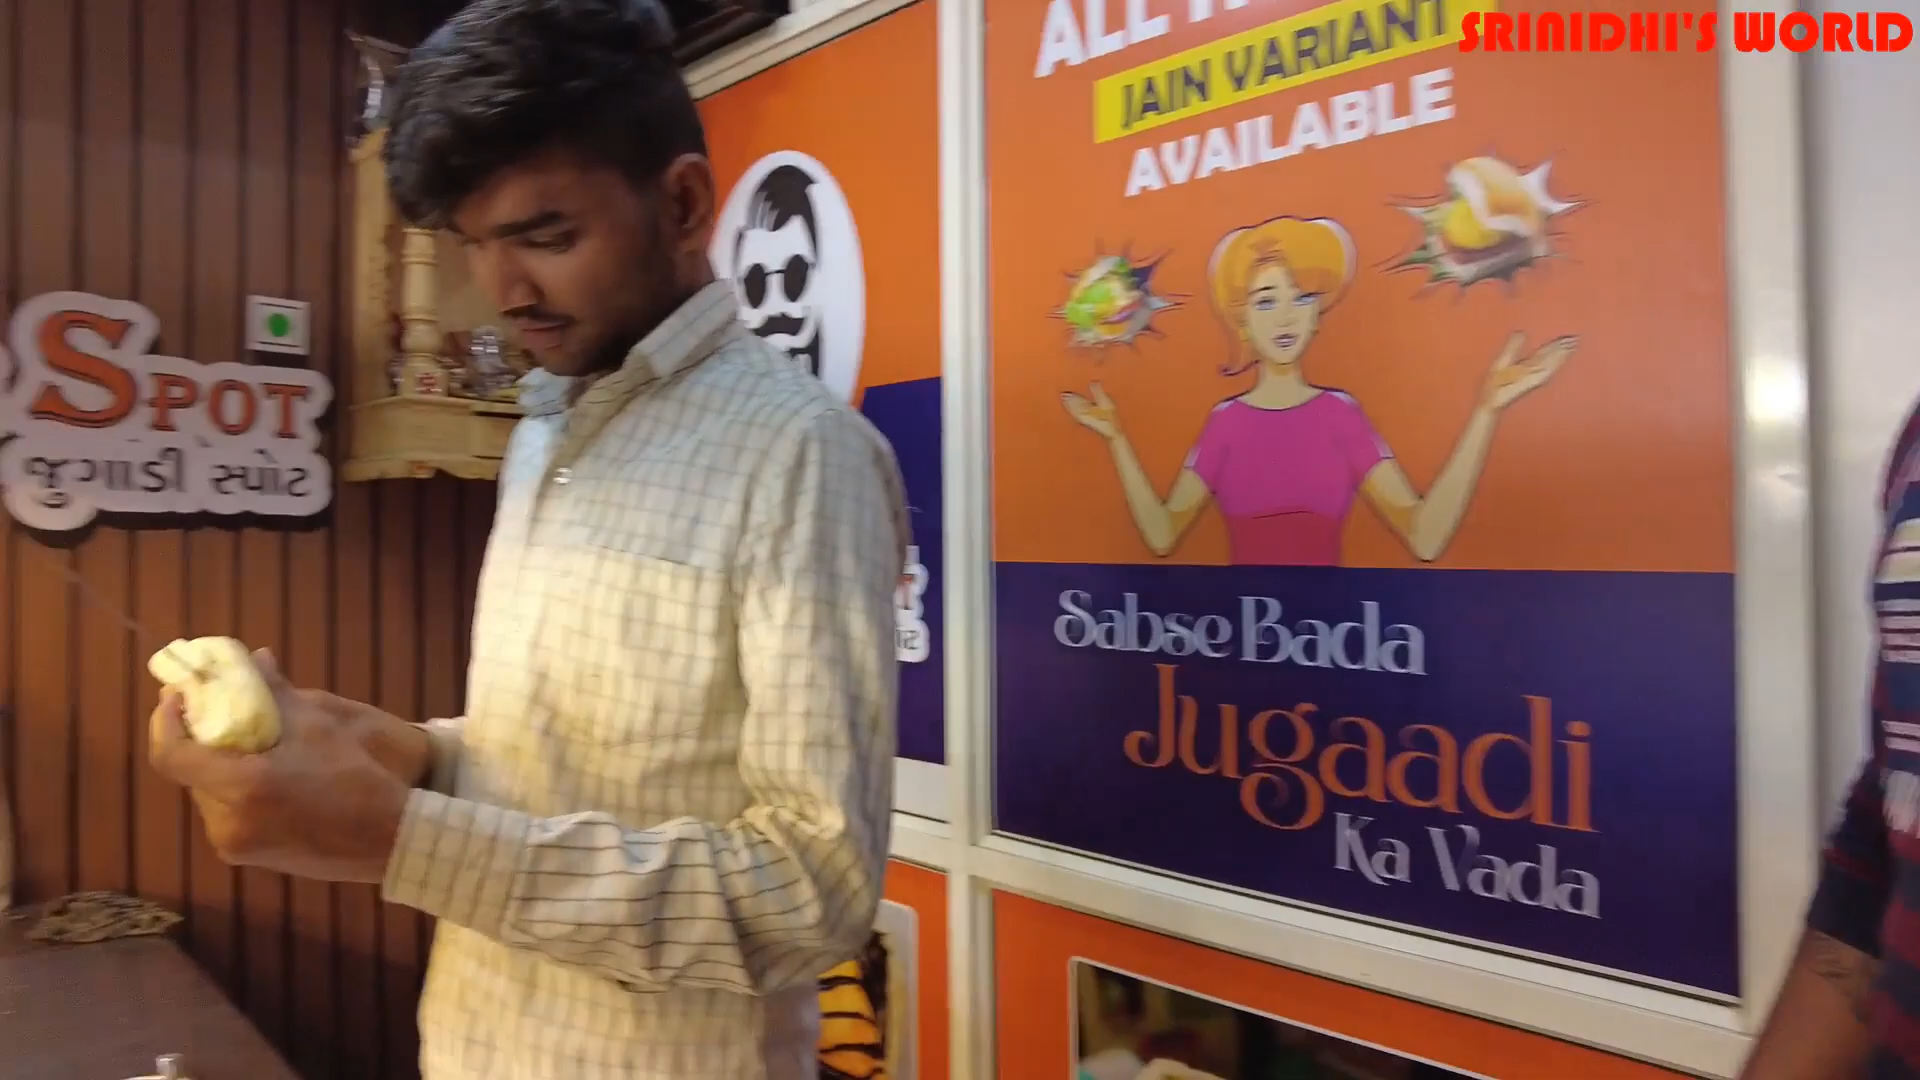 SRINIDHI'S WORLD
JAIN VARIANT
AVAILABLE
SPOT
જુગાડી સ્પોટ
Sabse Bada
Jugaadi
Ka Vada